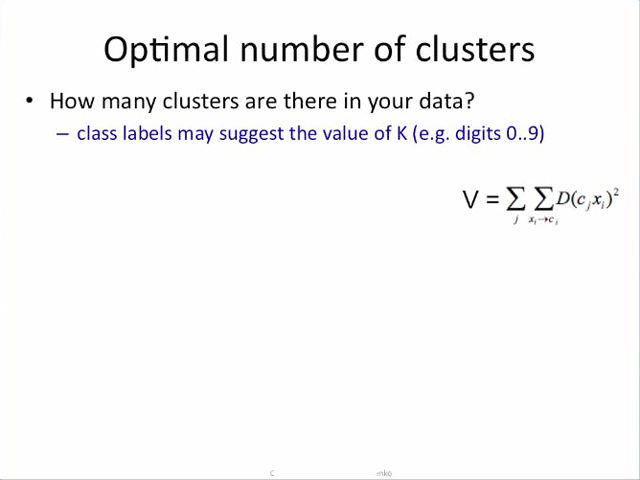 Optimal number of clusters
• How many clusters are there in your data?
– class labels may suggest the value of K (e.g. digits 0..9)
V = ∑ ∑ D(c_j x_i)²
j x_i→c_j